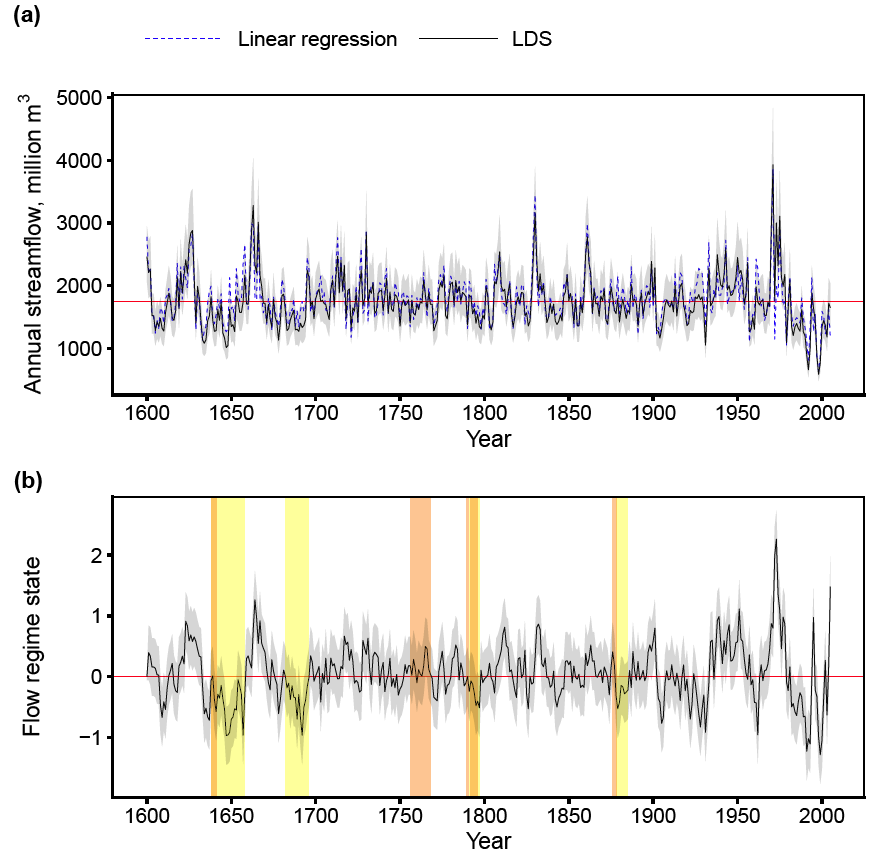 (a)
Linear regression LDS
Annual streamflow, million m³
5000
4000
3000
2000
1000
1600 1650 1700 1750 1800 1850 1900 1950 2000
Year
(b)
Flow regime state
2
1
0
−1
1600 1650 1700 1750 1800 1850 1900 1950 2000
Year